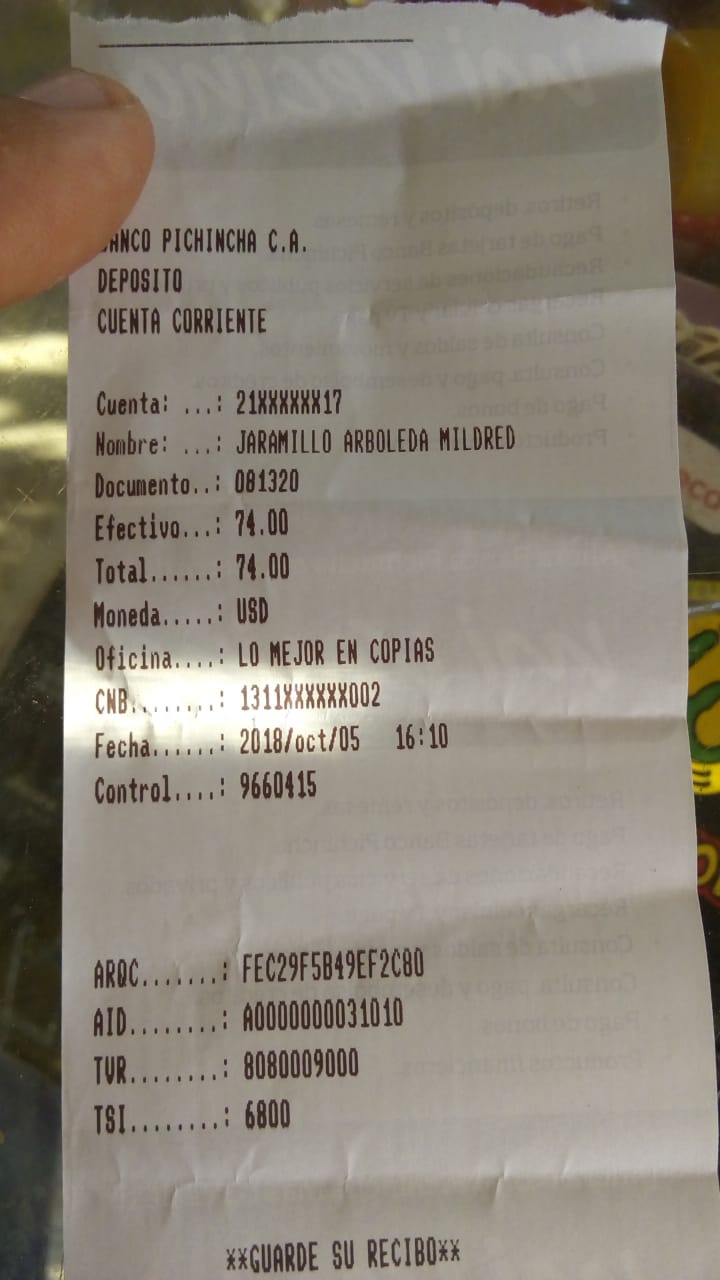 BANCO PICHINCHA C.A.
DEPOSITO
CUENTA CORRIENTE
Cuenta: ...: 21XXXXXX17
Nombre: ...: JARAMILLO ARBOLEDA MILDRED
Documento..: 081320
Efectivo...: 74.00
Total......: 74.00
Moneda.....: USD
Oficina....: LO MEJOR EN COPIAS
CNB........: 1311XXXXXX002
Fecha......: 2018/oct/05 16:10
Control....: 9660415
ARQC.......: FEC29F5B49EF2C80
AID........: A0000000031010
TVR........: 8080009000
TSI........: 6800
**GUARDE SU RECIBO**